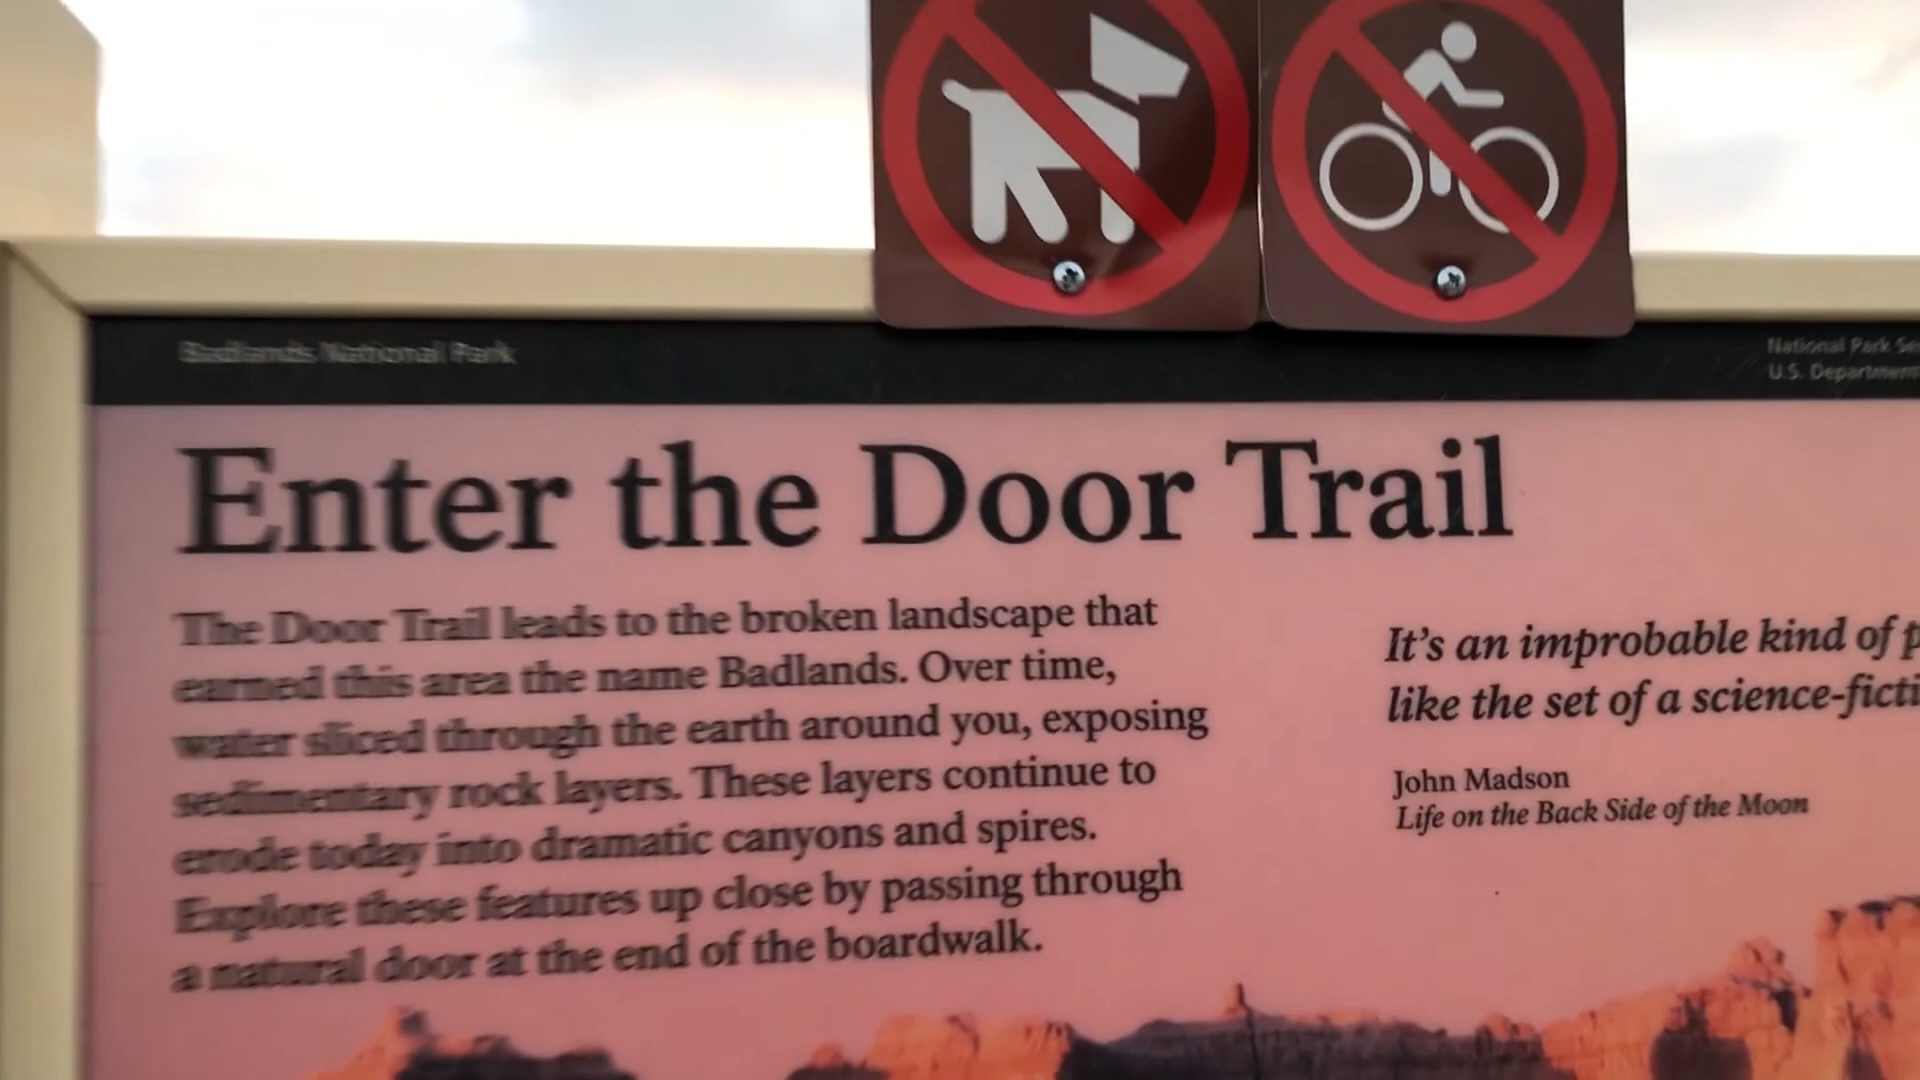 Badlands National Park
National Park
U.S.
Enter the Door Trail
The Door Trail leads to the broken landscape that
earned this area the name Badlands. Over time,
water sliced through the earth around you, exposing
sedimentary rock layers. These layers continue to
erode today into dramatic canyons and spires.
Explore these features up close by passing through
a natural door at the end of the boardwalk.
It's an improbable kind of
like the set of a science-ficti
John Madson
Life on the Back Side of the Moon